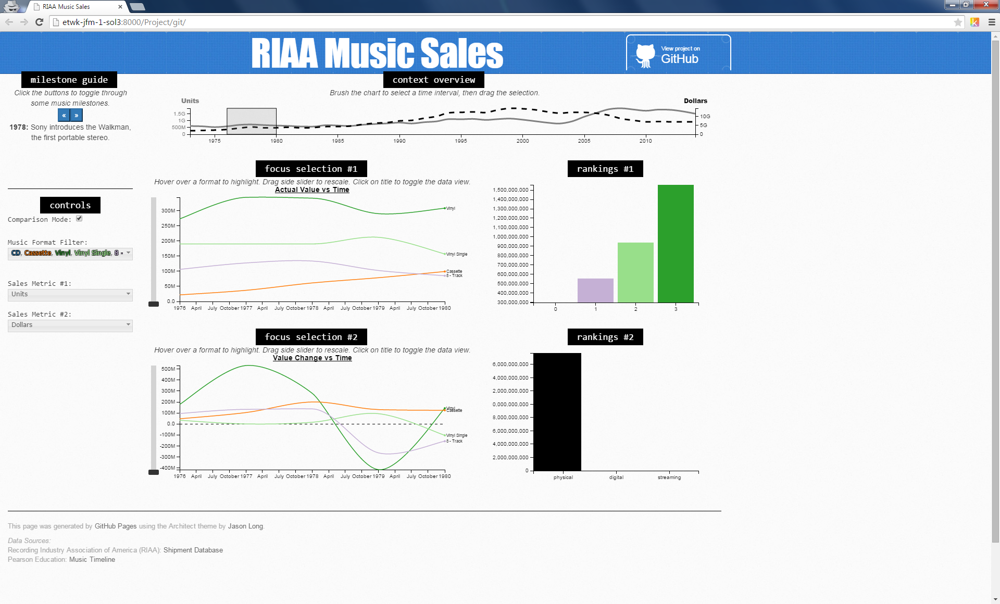 RIAA Music Sales
etwk-jfm-1-sol3:8000/Project/git/
RIAA Music Sales
View project on
GitHub
milestone guide
Click the buttons to toggle through
some music milestones.
« »
1978: Sony introduces the Walkman,
the first portable stereo.
context overview
Brush the chart to select a time interval, then drag the selection.
Units
Dollars
1.5G
1G
500M
0
10G
5G
0
1975 1980 1985 1990 1995 2000 2005 2010
controls
Comparison Mode:
Music Format Filter:
CD, Cassette, Vinyl, Vinyl Single, 8 -
Sales Metric #1:
Units
Sales Metric #2:
Dollars
focus selection #1
Hover over a format to highlight. Drag side slider to rescale. Click on title to toggle the data view.
Actual Value vs Time
300M
250M
200M
150M
100M
50M
0.0
Vinyl
Vinyl Single
Cassette
8 - Track
1976 April July October 1977 April July October 1978 April July October 1979 April July October 1980
rankings #1
1,500,000,000
1,400,000,000
1,300,000,000
1,200,000,000
1,100,000,000
1,000,000,000
900,000,000
800,000,000
700,000,000
600,000,000
500,000,000
400,000,000
300,000,000
0 1 2 3
focus selection #2
Hover over a format to highlight. Drag side slider to rescale. Click on title to toggle the data view.
Value Change vs Time
500M
400M
300M
200M
100M
0.0
-100M
-200M
-300M
-400M
Vinyl
Cassette
Vinyl Single
8 - Track
1976 April July October 1977 April July October 1978 April July October 1979 April July October 1980
rankings #2
6,000,000,000
4,000,000,000
2,000,000,000
0,000,000,000
8,000,000,000
6,000,000,000
4,000,000,000
2,000,000,000
0
physical digital streaming
This page was generated by GitHub Pages using the Architect theme by Jason Long.
Data Sources:
Recording Industry Association of America (RIAA): Shipment Database
Pearson Education: Music Timeline